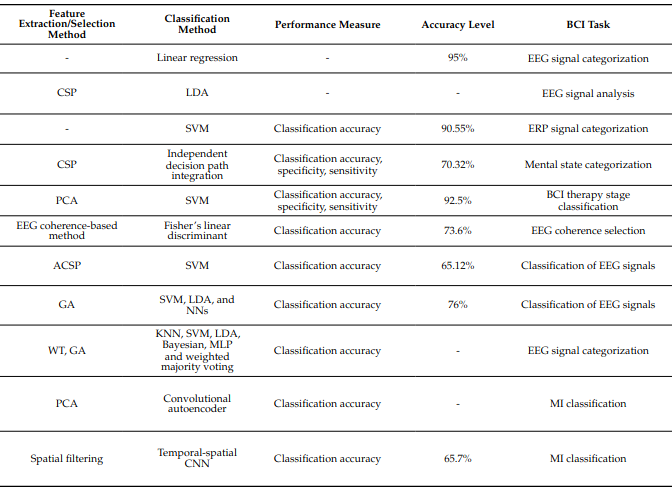 Feature
Extraction/Selection
Method
Classification
Method
Performance Measure
Accuracy Level
BCI Task
-
Linear regression
-
95%
EEG signal categorization
CSP
LDA
-
-
EEG signal analysis
-
SVM
Classification accuracy
90.55%
ERP signal categorization
CSP
Independent
decision path
integration
Classification accuracy,
specificity, sensitivity
70.32%
Mental state categorization
PCA
SVM
Classification accuracy,
specificity, sensitivity
92.5%
BCI therapy stage
classification
EEG coherence-based
method
Fisher's linear
discriminant
Classification accuracy
73.6%
EEG coherence selection
ACSP
SVM
Classification accuracy
65.12%
Classification of EEG signals
GA
SVM, LDA, and
NNs
Classification accuracy
76%
Classification of EEG signals
WT, GA
KNN, SVM, LDA,
Bayesian, MLP
and weighted
majority voting
Classification accuracy
-
EEG signal categorization
PCA
Convolutional
autoencoder
Classification accuracy
-
MI classification
Spatial filtering
Temporal-spatial
CNN
Classification accuracy
65.7%
MI classification